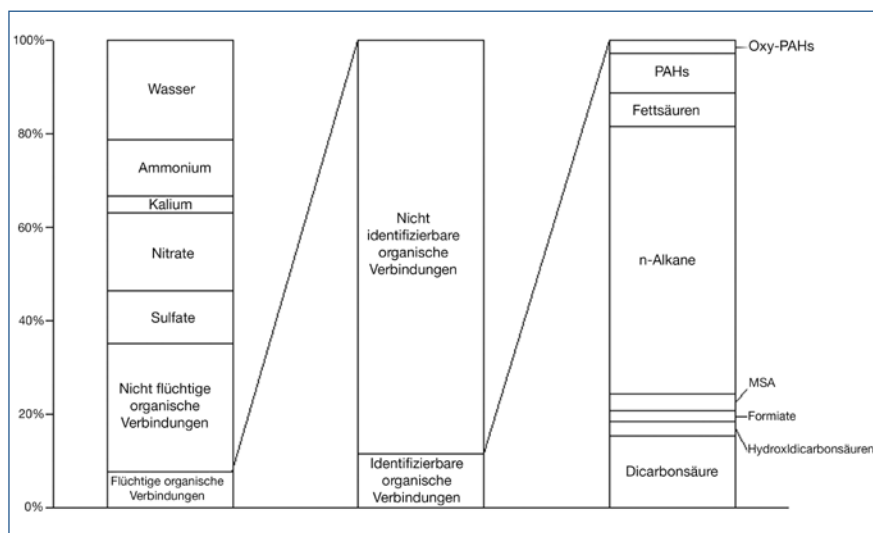 100%
80%
60%
40%
20%
0%
Wasser
Ammonium
Kalium
Nitrate
Sulfate
Nicht flüchtige
organische
Verbindungen
Flüchtige organische
Verbindungen
Nicht
identifizierbare
organische
Verbindungen
Identifizierbare
organische
Verbindungen
Oxy-PAHs
PAHs
Fettsäuren
n-Alkane
MSA
Formiate
Hydroxldicarbonsäuren
Dicarbonsäure